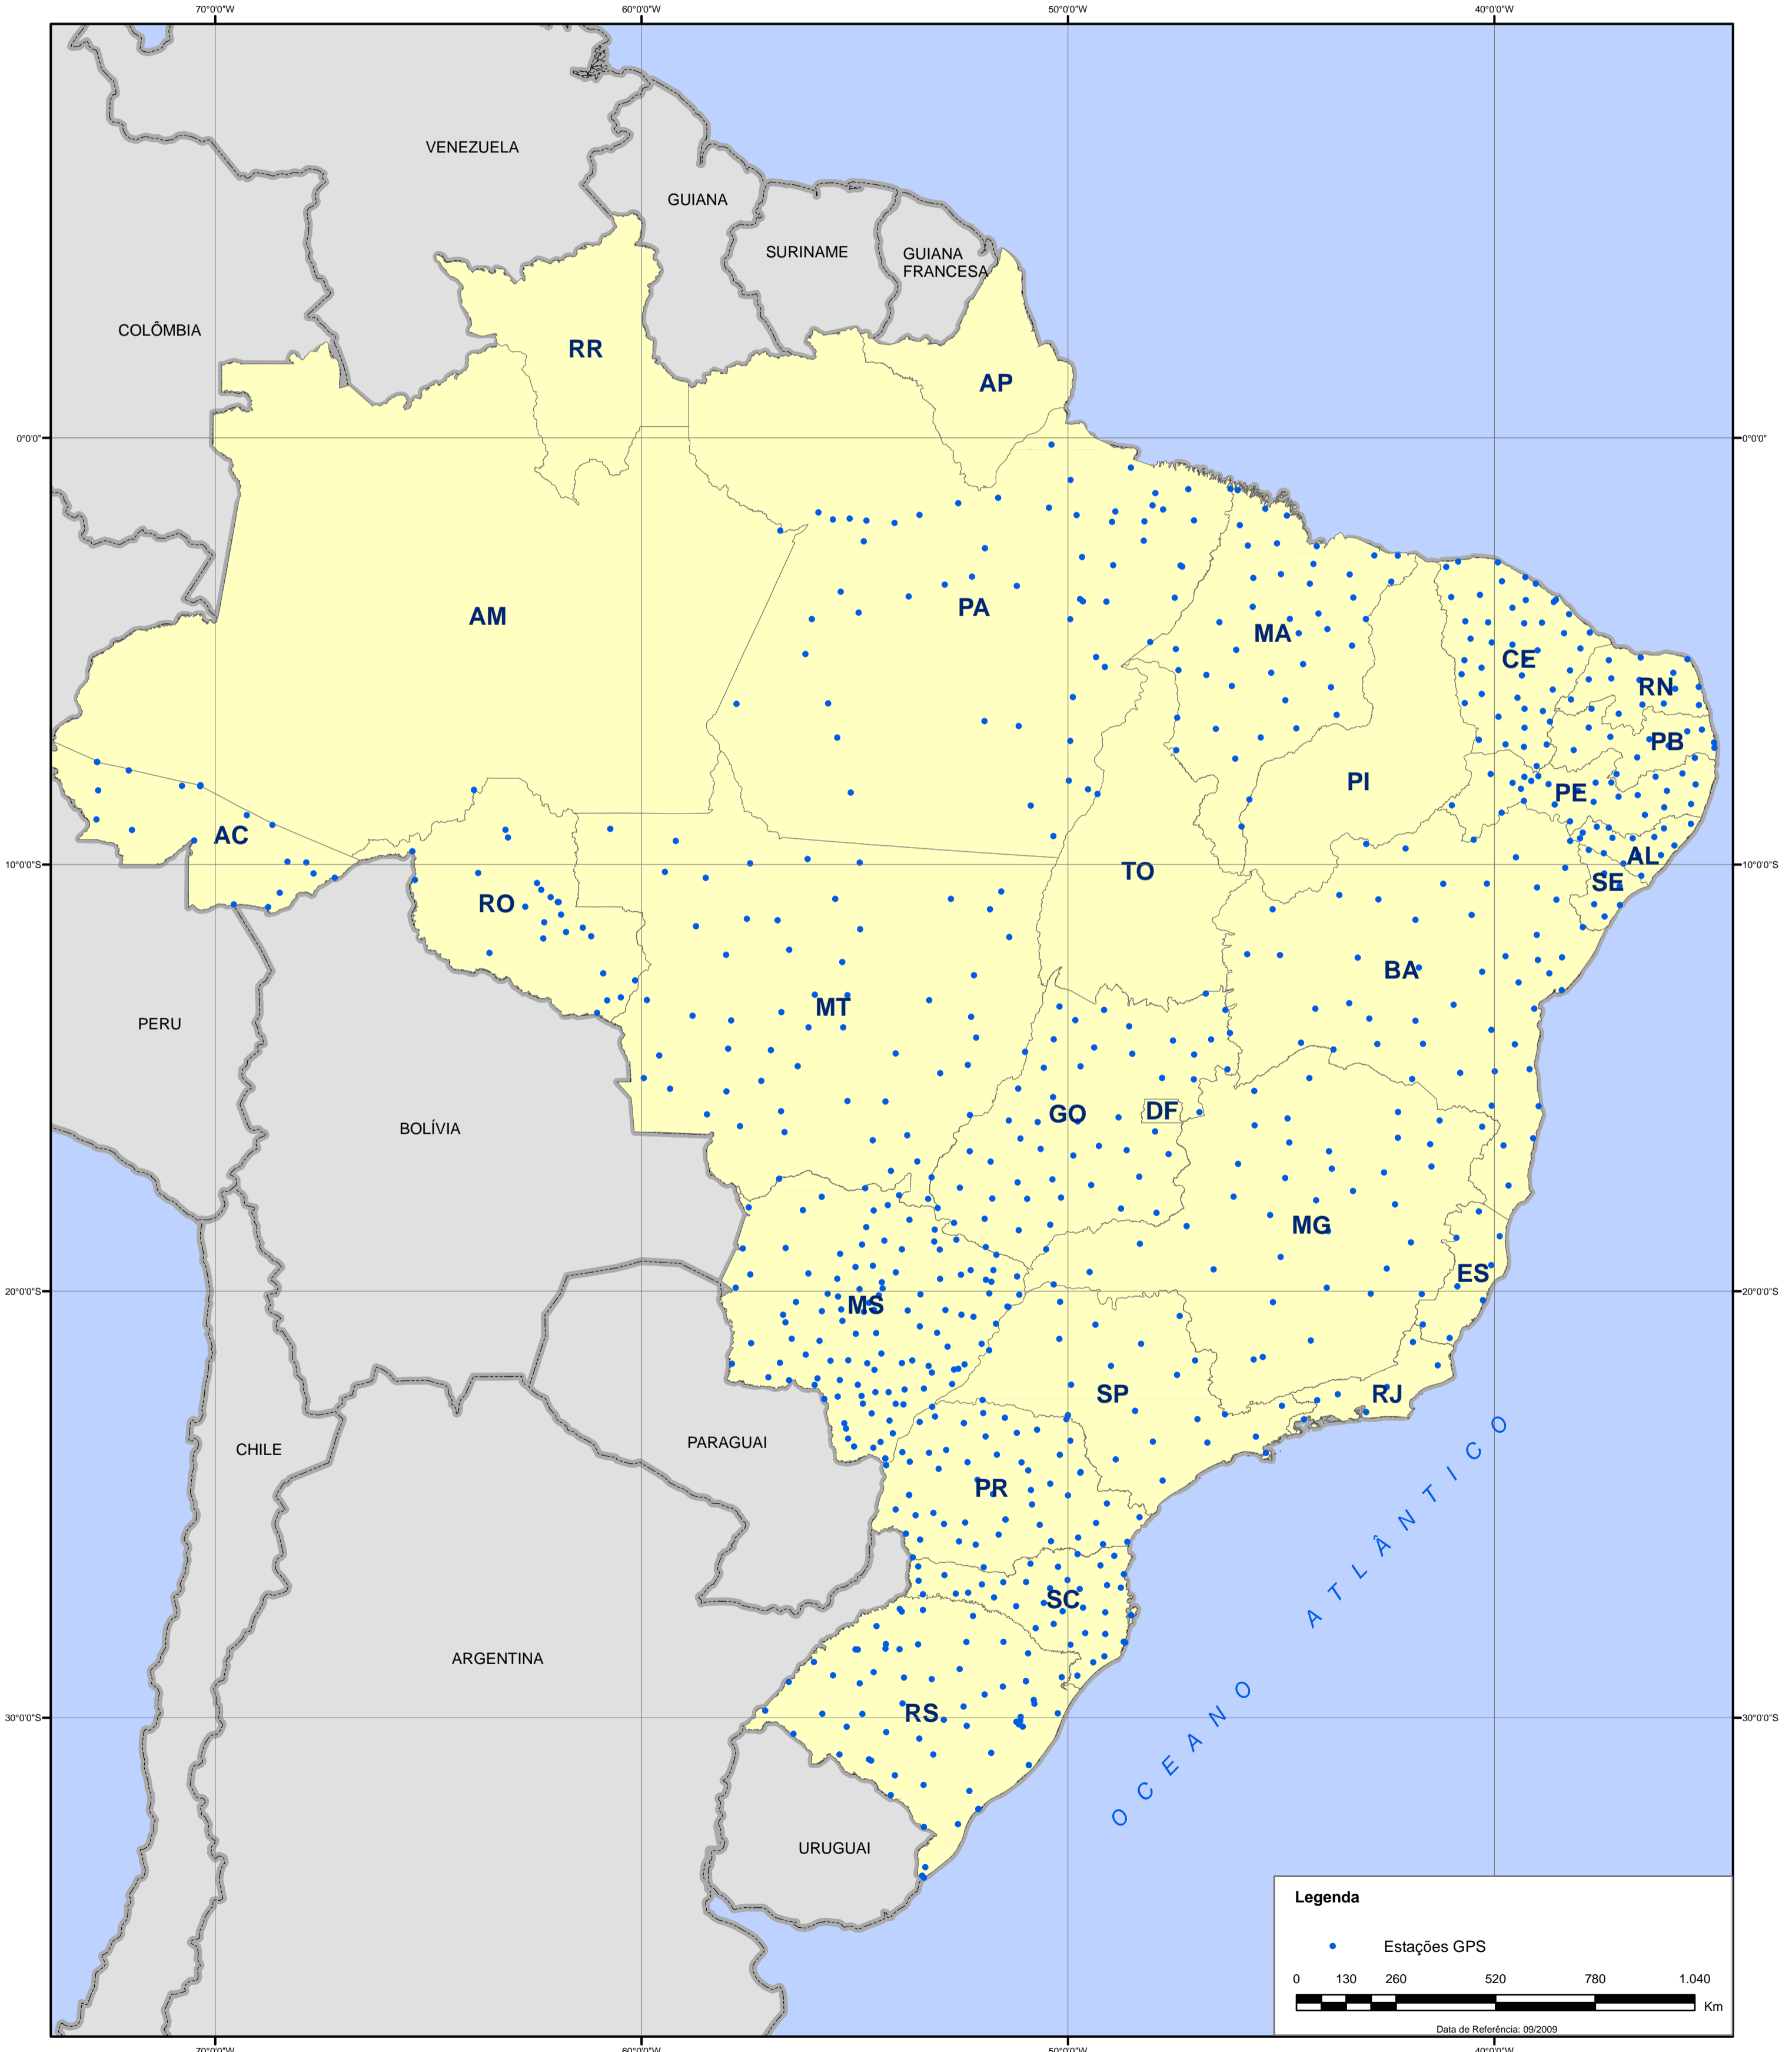 70°0'0"W 60°0'0"W 50°0'0"W 40°0'0"W
VENEZUELA
GUIANA
SURINAME
GUIANA
FRANCESA
COLÔMBIA
RR
AP
0°0'0" 0°0'0"
AM
PA
MA
CE
RN
PB
PI
PE
AC
AL
10°0'0"S 10°0'0"S
TO
SE
RO
BA
MT
PERU
GO
DF
BOLÍVIA
MG
ES
20°0'0"S 20°0'0"S
MS
SP
RJ
PARAGUAI
CHILE
PR
OCEANO ATLÂNTICO
SC
ARGENTINA
RS
30°0'0"S 30°0'0"S
URUGUAI
Legenda
Estações GPS
0 130 260 520 780 1.040
Km
Data de Referência: 09/2009
70°0'0"W 60°0'0"W 50°0'0"W 40°0'0"W